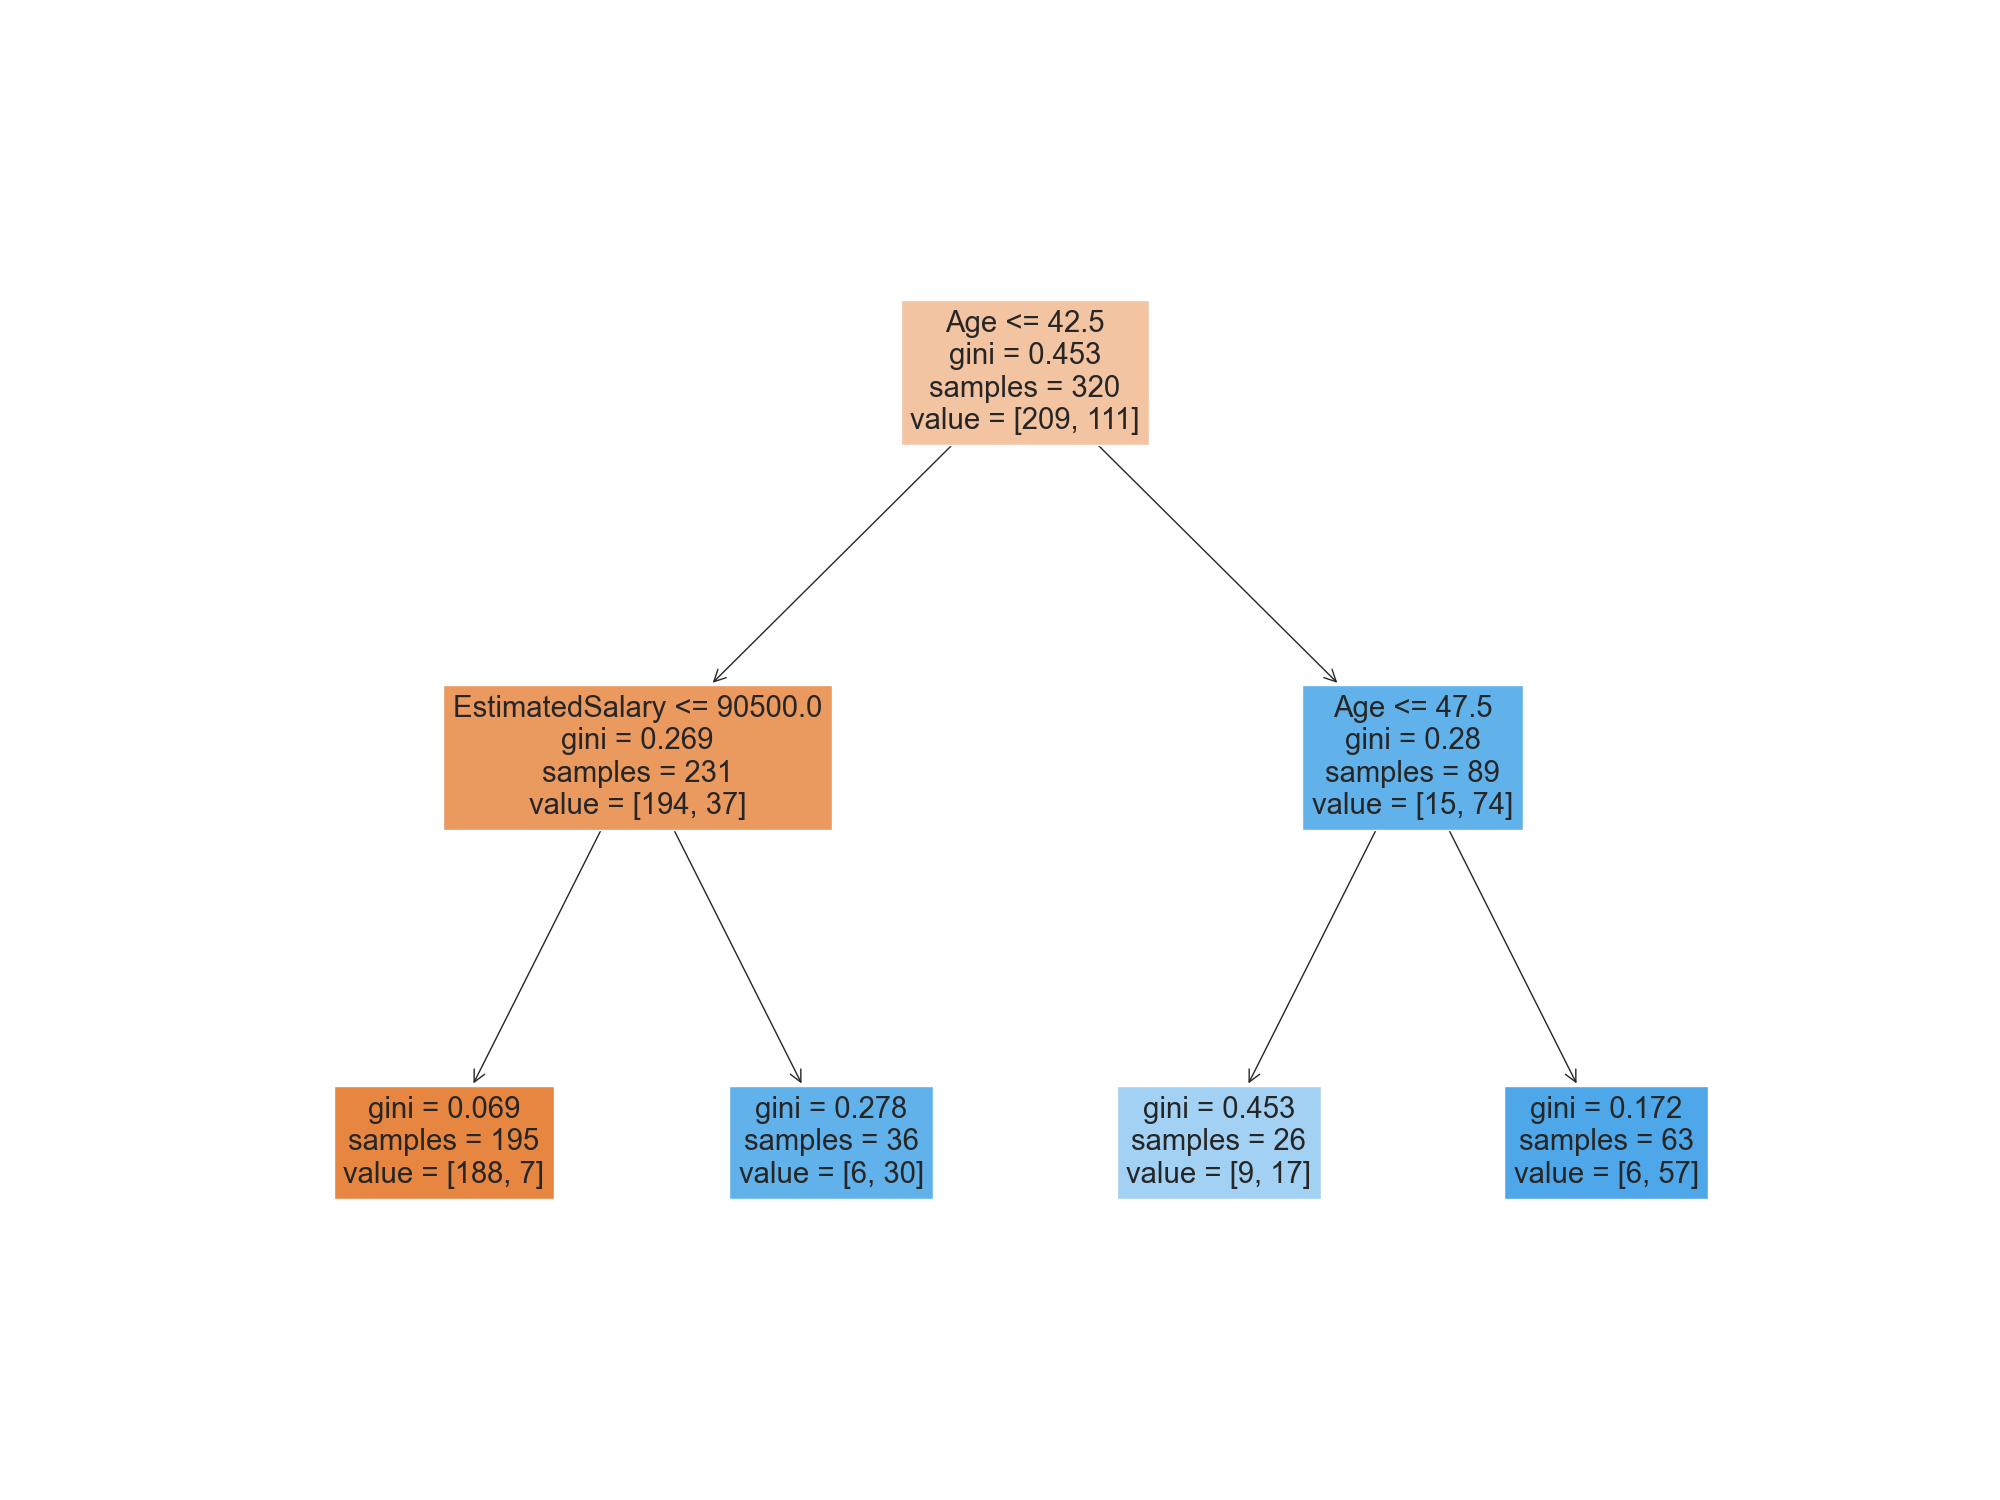 Age <= 42.5
gini = 0.453
samples = 320
value = [209, 111]
EstimatedSalary <= 90500.0
gini = 0.269
samples = 231
value = [194, 37]
Age <= 47.5
gini = 0.28
samples = 89
value = [15, 74]
gini = 0.069
samples = 195
value = [188, 7]
gini = 0.278
samples = 36
value = [6, 30]
gini = 0.453
samples = 26
value = [9, 17]
gini = 0.172
samples = 63
value = [6, 57]